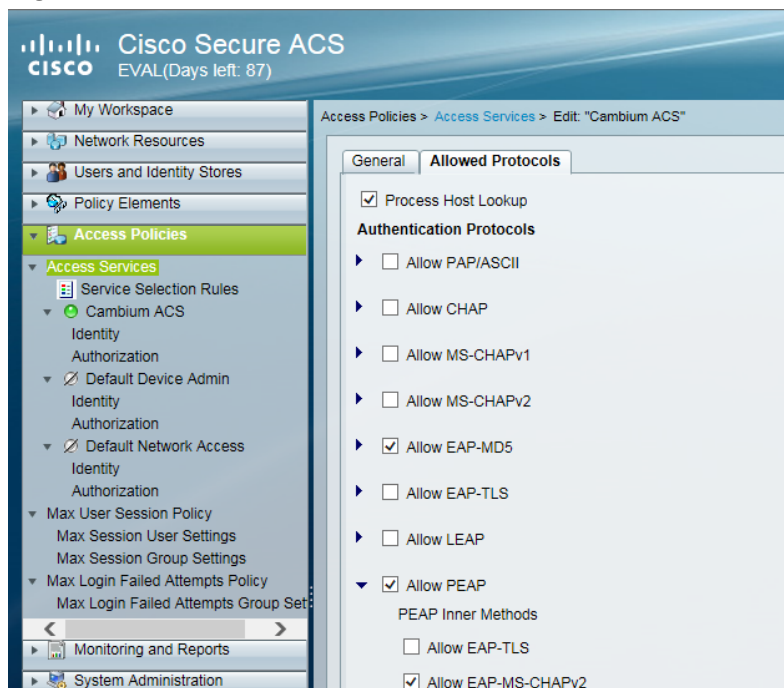 Cisco Secure ACS
CISCO
EVAL(Days left: 87)
My Workspace
Network Resources
Users and Identity Stores
Policy Elements
Access Policies
Access Services
Service Selection Rules
Cambium ACS
Identity
Authorization
Default Device Admin
Identity
Authorization
Default Network Access
Identity
Authorization
Max User Session Policy
Max Session User Settings
Max Session Group Settings
Max Login Failed Attempts Policy
Max Login Failed Attempts Group Set
Monitoring and Reports
System Administration
Access Policies > Access Services > Edit: "Cambium ACS"
General
Allowed Protocols
Process Host Lookup
Authentication Protocols
Allow PAP/ASCII
Allow CHAP
Allow MS-CHAPv1
Allow MS-CHAPv2
Allow EAP-MD5
Allow EAP-TLS
Allow LEAP
Allow PEAP
PEAP Inner Methods
Allow EAP-TLS
Allow EAP-MS-CHAPv2